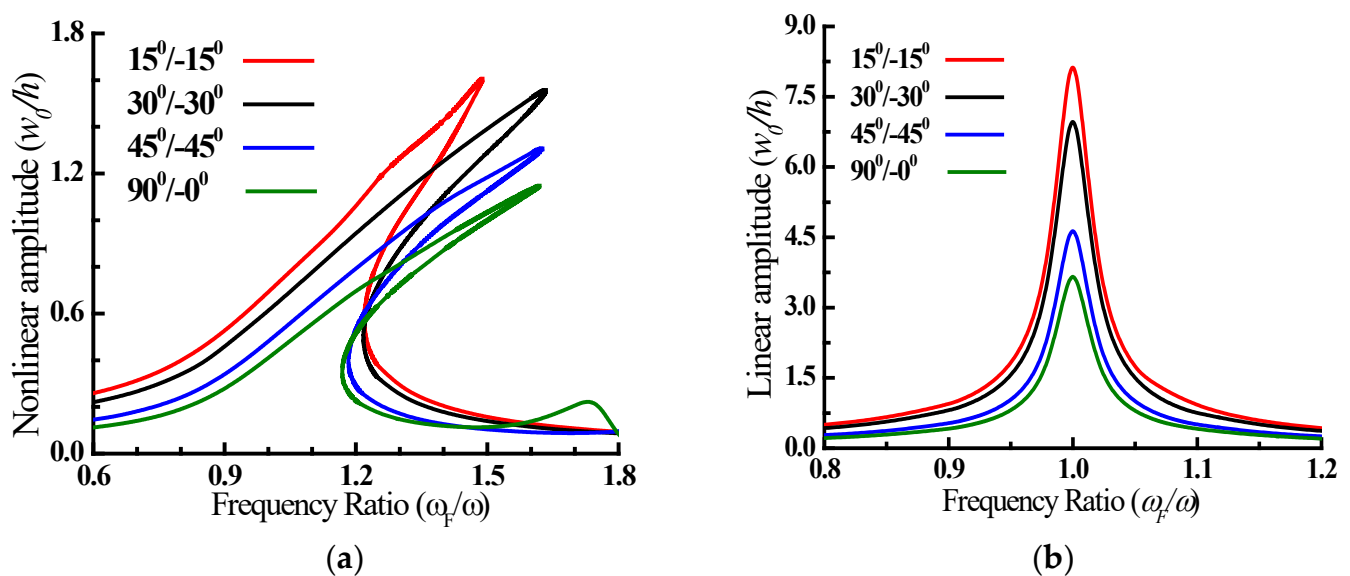 1.8
1.2
0.6
0.0
Nonlinear amplitude (w₀/h)
15⁰/-15⁰
30⁰/-30⁰
45⁰/-45⁰
90⁰/-0⁰
0.6 0.9 1.2 1.5 1.8
Frequency Ratio (ω_F/ω)
(a)
9.0
7.5
6.0
4.5
3.0
1.5
0.0
Linear amplitude (w₀/h)
15⁰/-15⁰
30⁰/-30⁰
45⁰/-45⁰
90⁰/-0⁰
0.8 0.9 1.0 1.1 1.2
Frequency Ratio (ω_F/ω)
(b)